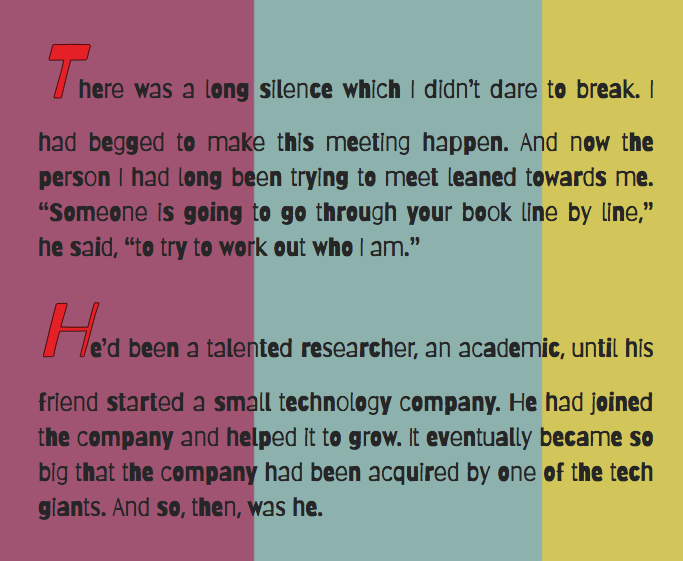 There was a long silence which I didn't dare to break. I
had begged to make this meeting happen. And now the
person I had long been trying to meet leaned towards me.
“Someone is going to go through your book line by line,”
he said, “to try to work out who I am.”
He'd been a talented researcher, an academic, until his
friend started a small technology company. He had joined
the company and helped it to grow. It eventually became so
big that the company had been acquired by one of the tech
giants. And so, then, was he.